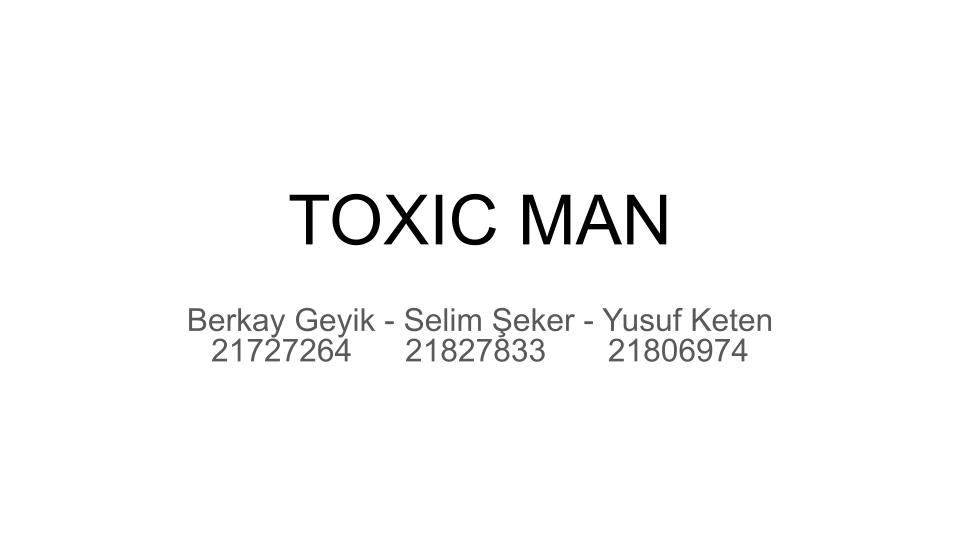 TOXIC MAN
Berkay Geyik - Selim Şeker - Yusuf Keten
21727264 21827833 21806974